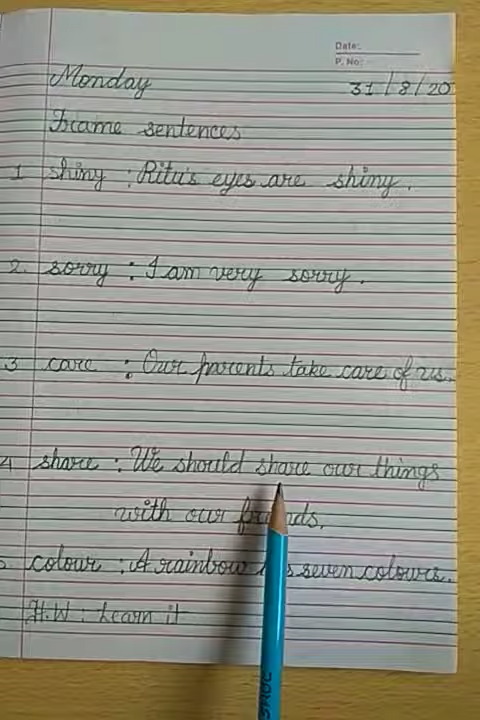 Date:
P. No:
Monday 31/8/20
Frame sentences
1 shiny : Ritu's eyes are shiny.
2. sorry : I am very sorry.
3 care : Our parents take care of us.
4 share : We should share our things
with our friends.
5. colour : A rainbow has seven colours.
H.W : Learn it